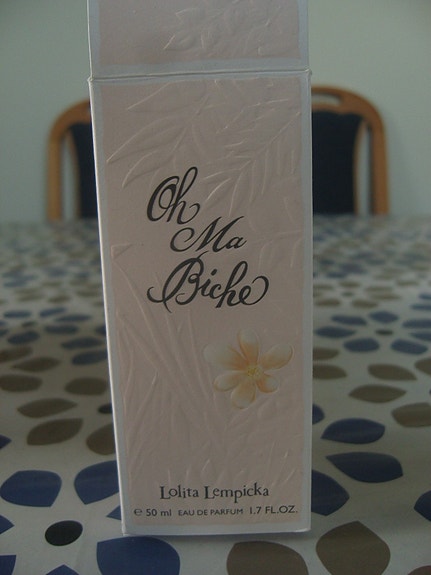 Oh
Ma
Biche
Lolita Lempicka
℮ 50 ml EAU DE PARFUM 1.7 FL.OZ.